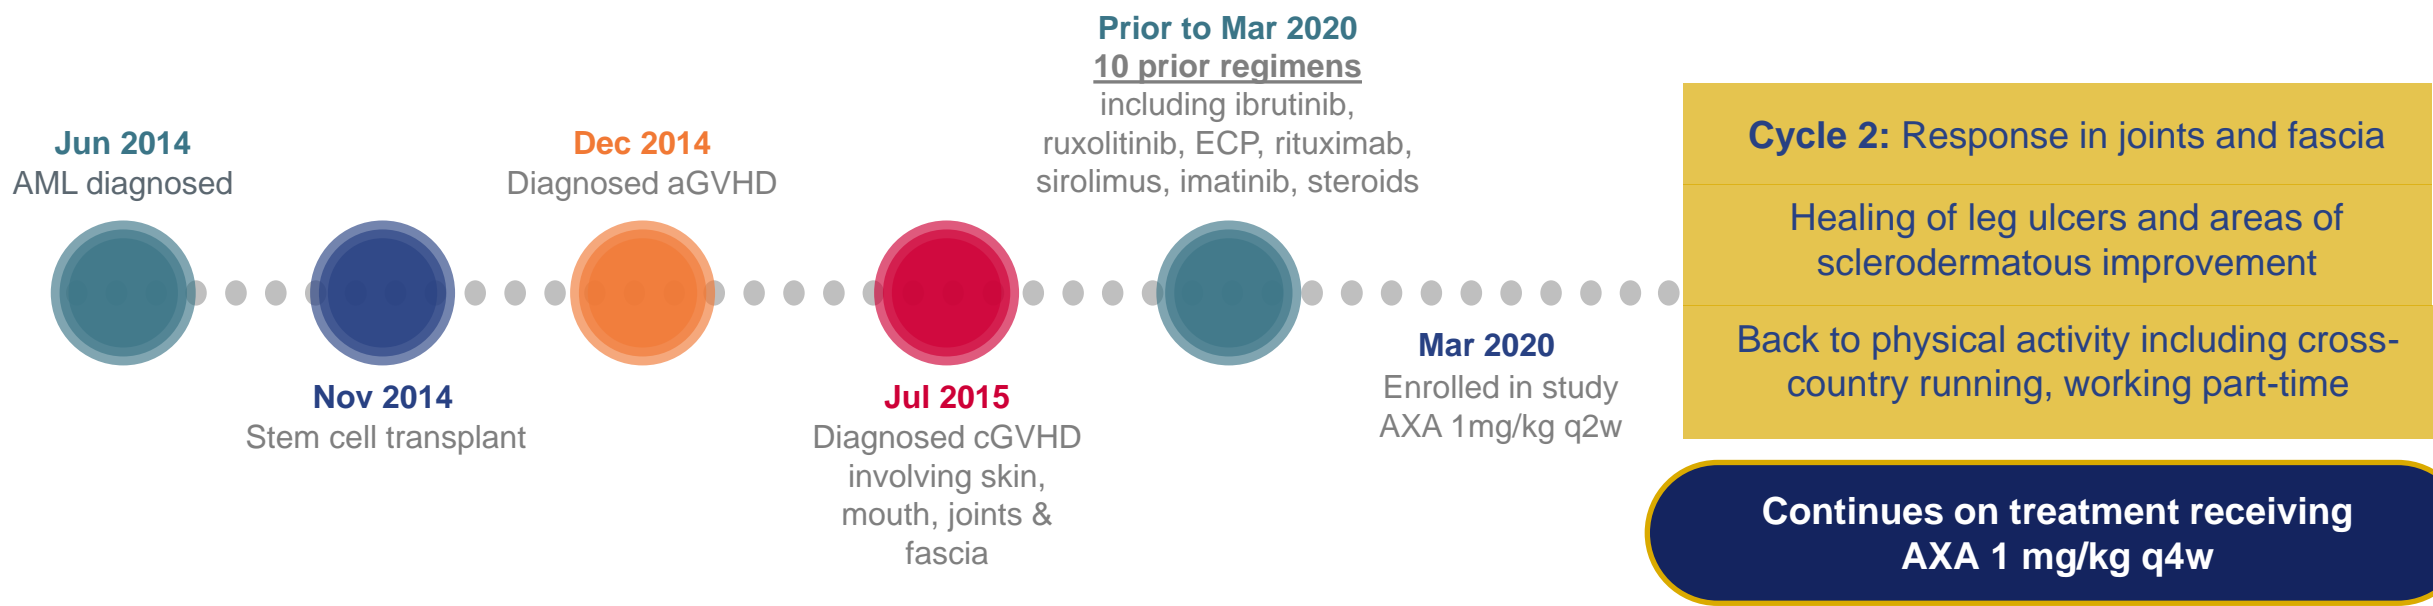 Jun 2014
AML diagnosed
Nov 2014
Stem cell transplant
Dec 2014
Diagnosed aGVHD
Jul 2015
Diagnosed cGVHD
involving skin,
mouth, joints &
fascia
Prior to Mar 2020
10 prior regimens
including ibrutinib,
ruxolitinib, ECP, rituximab,
sirolimus, imatinib, steroids
Mar 2020
Enrolled in study
AXA 1mg/kg q2w
Cycle 2: Response in joints and fascia
Healing of leg ulcers and areas of
sclerodermatous improvement
Back to physical activity including cross-
country running, working part-time
Continues on treatment receiving
AXA 1 mg/kg q4w